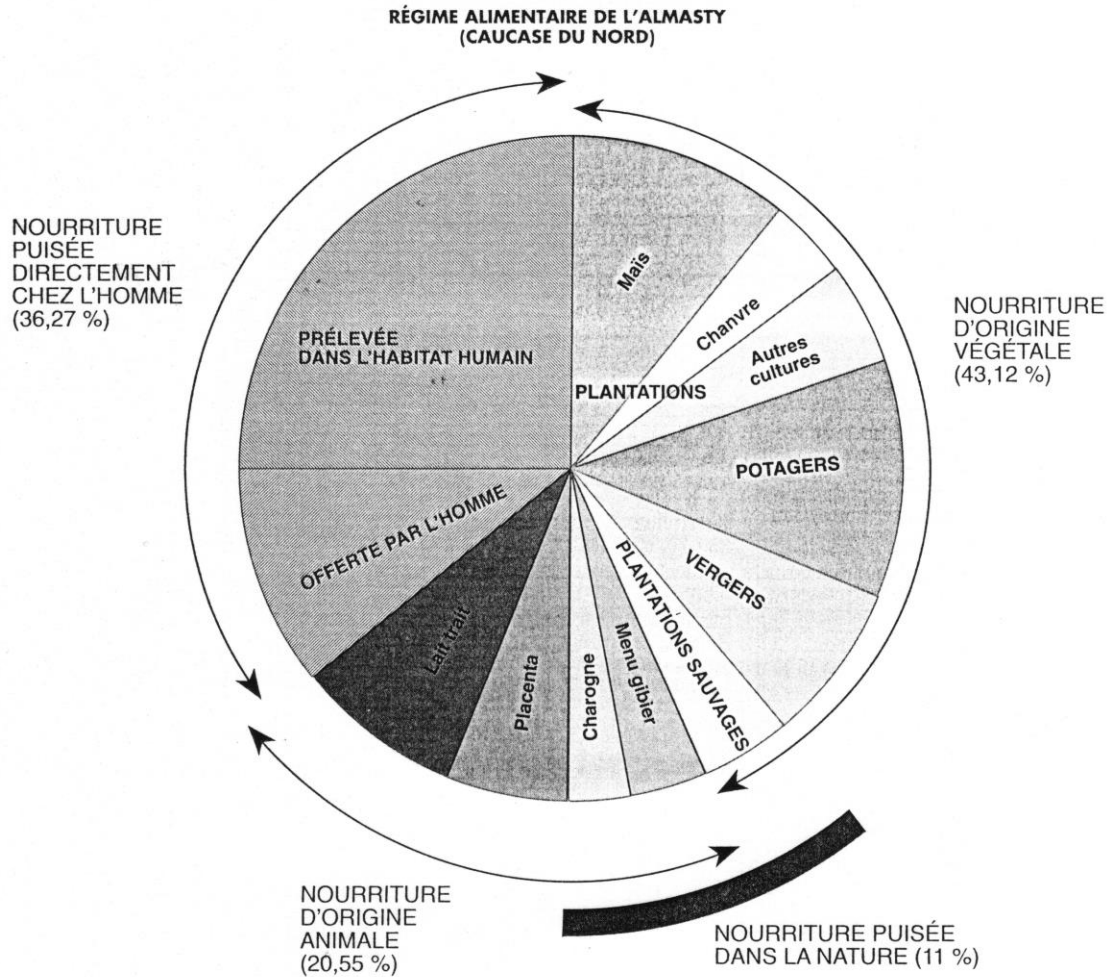 RÉGIME ALIMENTAIRE DE L'ALMASTY
(CAUCASE DU NORD)
NOURRITURE
PUISÉE
DIRECTEMENT
CHEZ L'HOMME
(36,27 %)
PRÉLEVÉE
DANS L'HABITAT HUMAIN
Maïs
Chanvre
Autres
cultures
PLANTATIONS
NOURRITURE
D'ORIGINE
VÉGÉTALE
(43,12 %)
POTAGERS
VERGERS
PLANTATIONS SAUVAGES
Menu gibier
Charogne
Placenta
Lait trait
OFFERTE PAR L'HOMME
NOURRITURE
D'ORIGINE
ANIMALE
(20,55 %)
NOURRITURE PUISÉE
DANS LA NATURE (11 %)